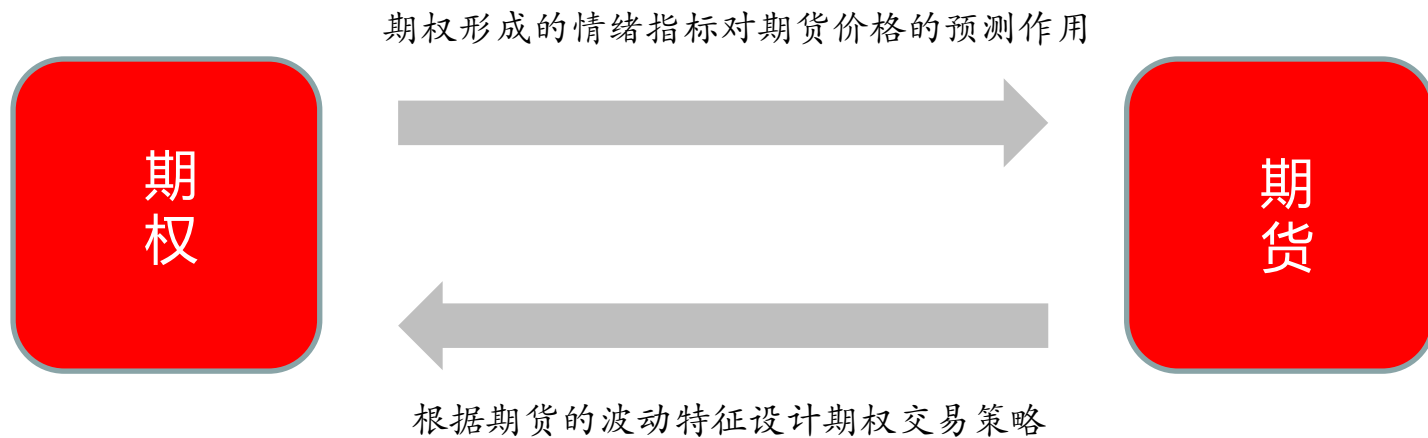 期权形成的情绪指标对期货价格的预测作用
期
权
期
货
根据期货的波动特征设计期权交易策略